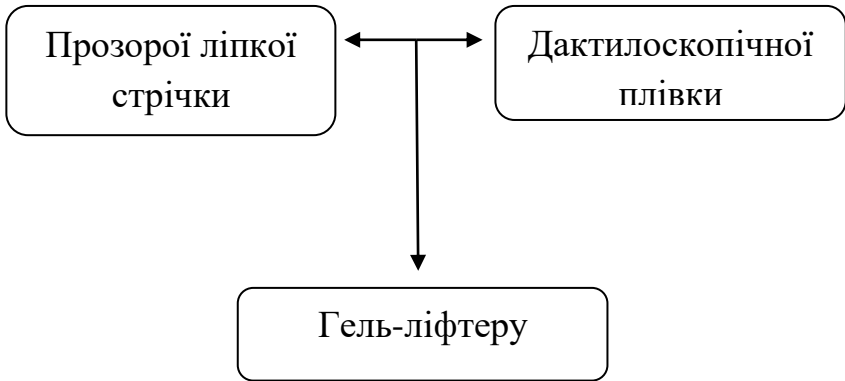 Прозорої ліпкої
стрічки
Дактилоскопічної
плівки
Гель-ліфтеру